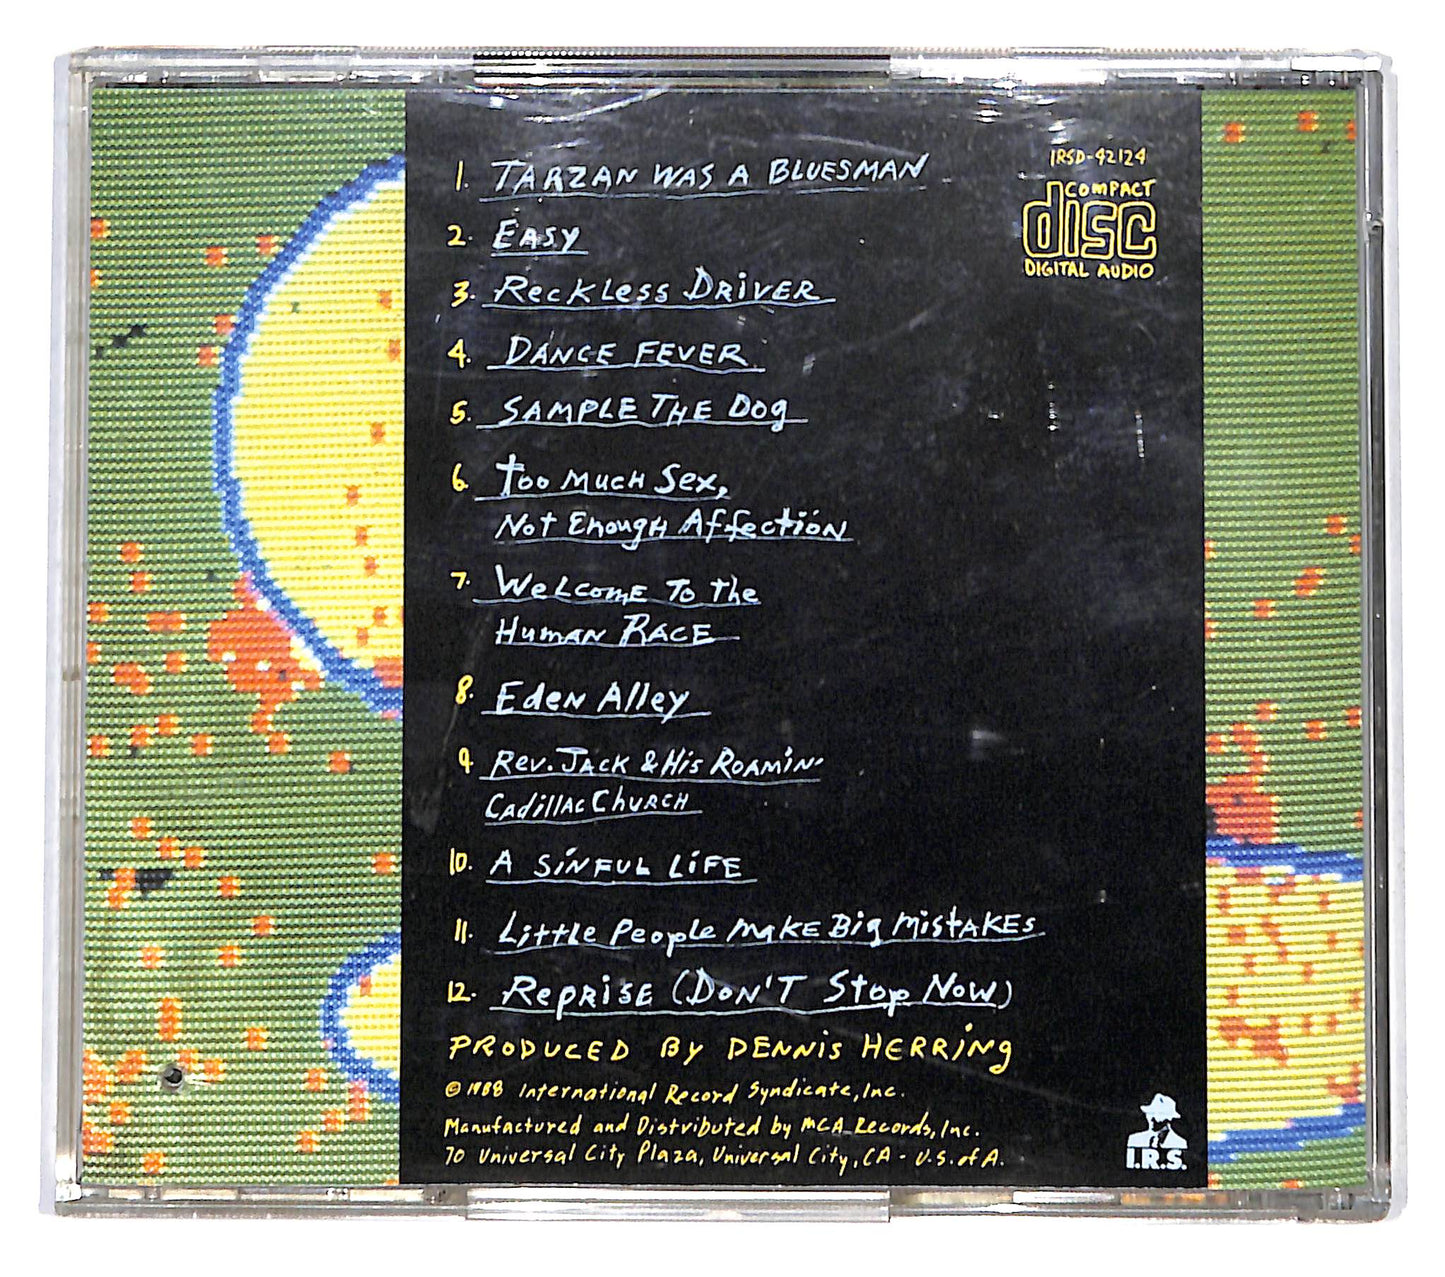 1. TARZAN WAS A BLUESMAN
2. EASY
3. Reckless DRIVER
4. DANCE FEVER
5. SAMPLE THE DOg
6. Too MucH Sex,
Not Enough Affection
7. WeLcome To The
Human RACE
8. Eden Alley
9 Rev. JACK & His ROAMIN'
CadillAC CHURCH
10. A SiNFUL LiFE
11. Little People MAKE Big MistAKEs
12. RepRiSE (DON'T Stop NOW)
PRODUCED BY DENNIS HERRING
© 1988 International Record Syndicate, Inc.
Manufactured and Distributed by MCA Records, Inc.
70 Universal City Plaza, Universal City, CA - U.S. of A.
IRSD-42124
COMPACT
disc
DIGITAL AUDIO
I.R.S.